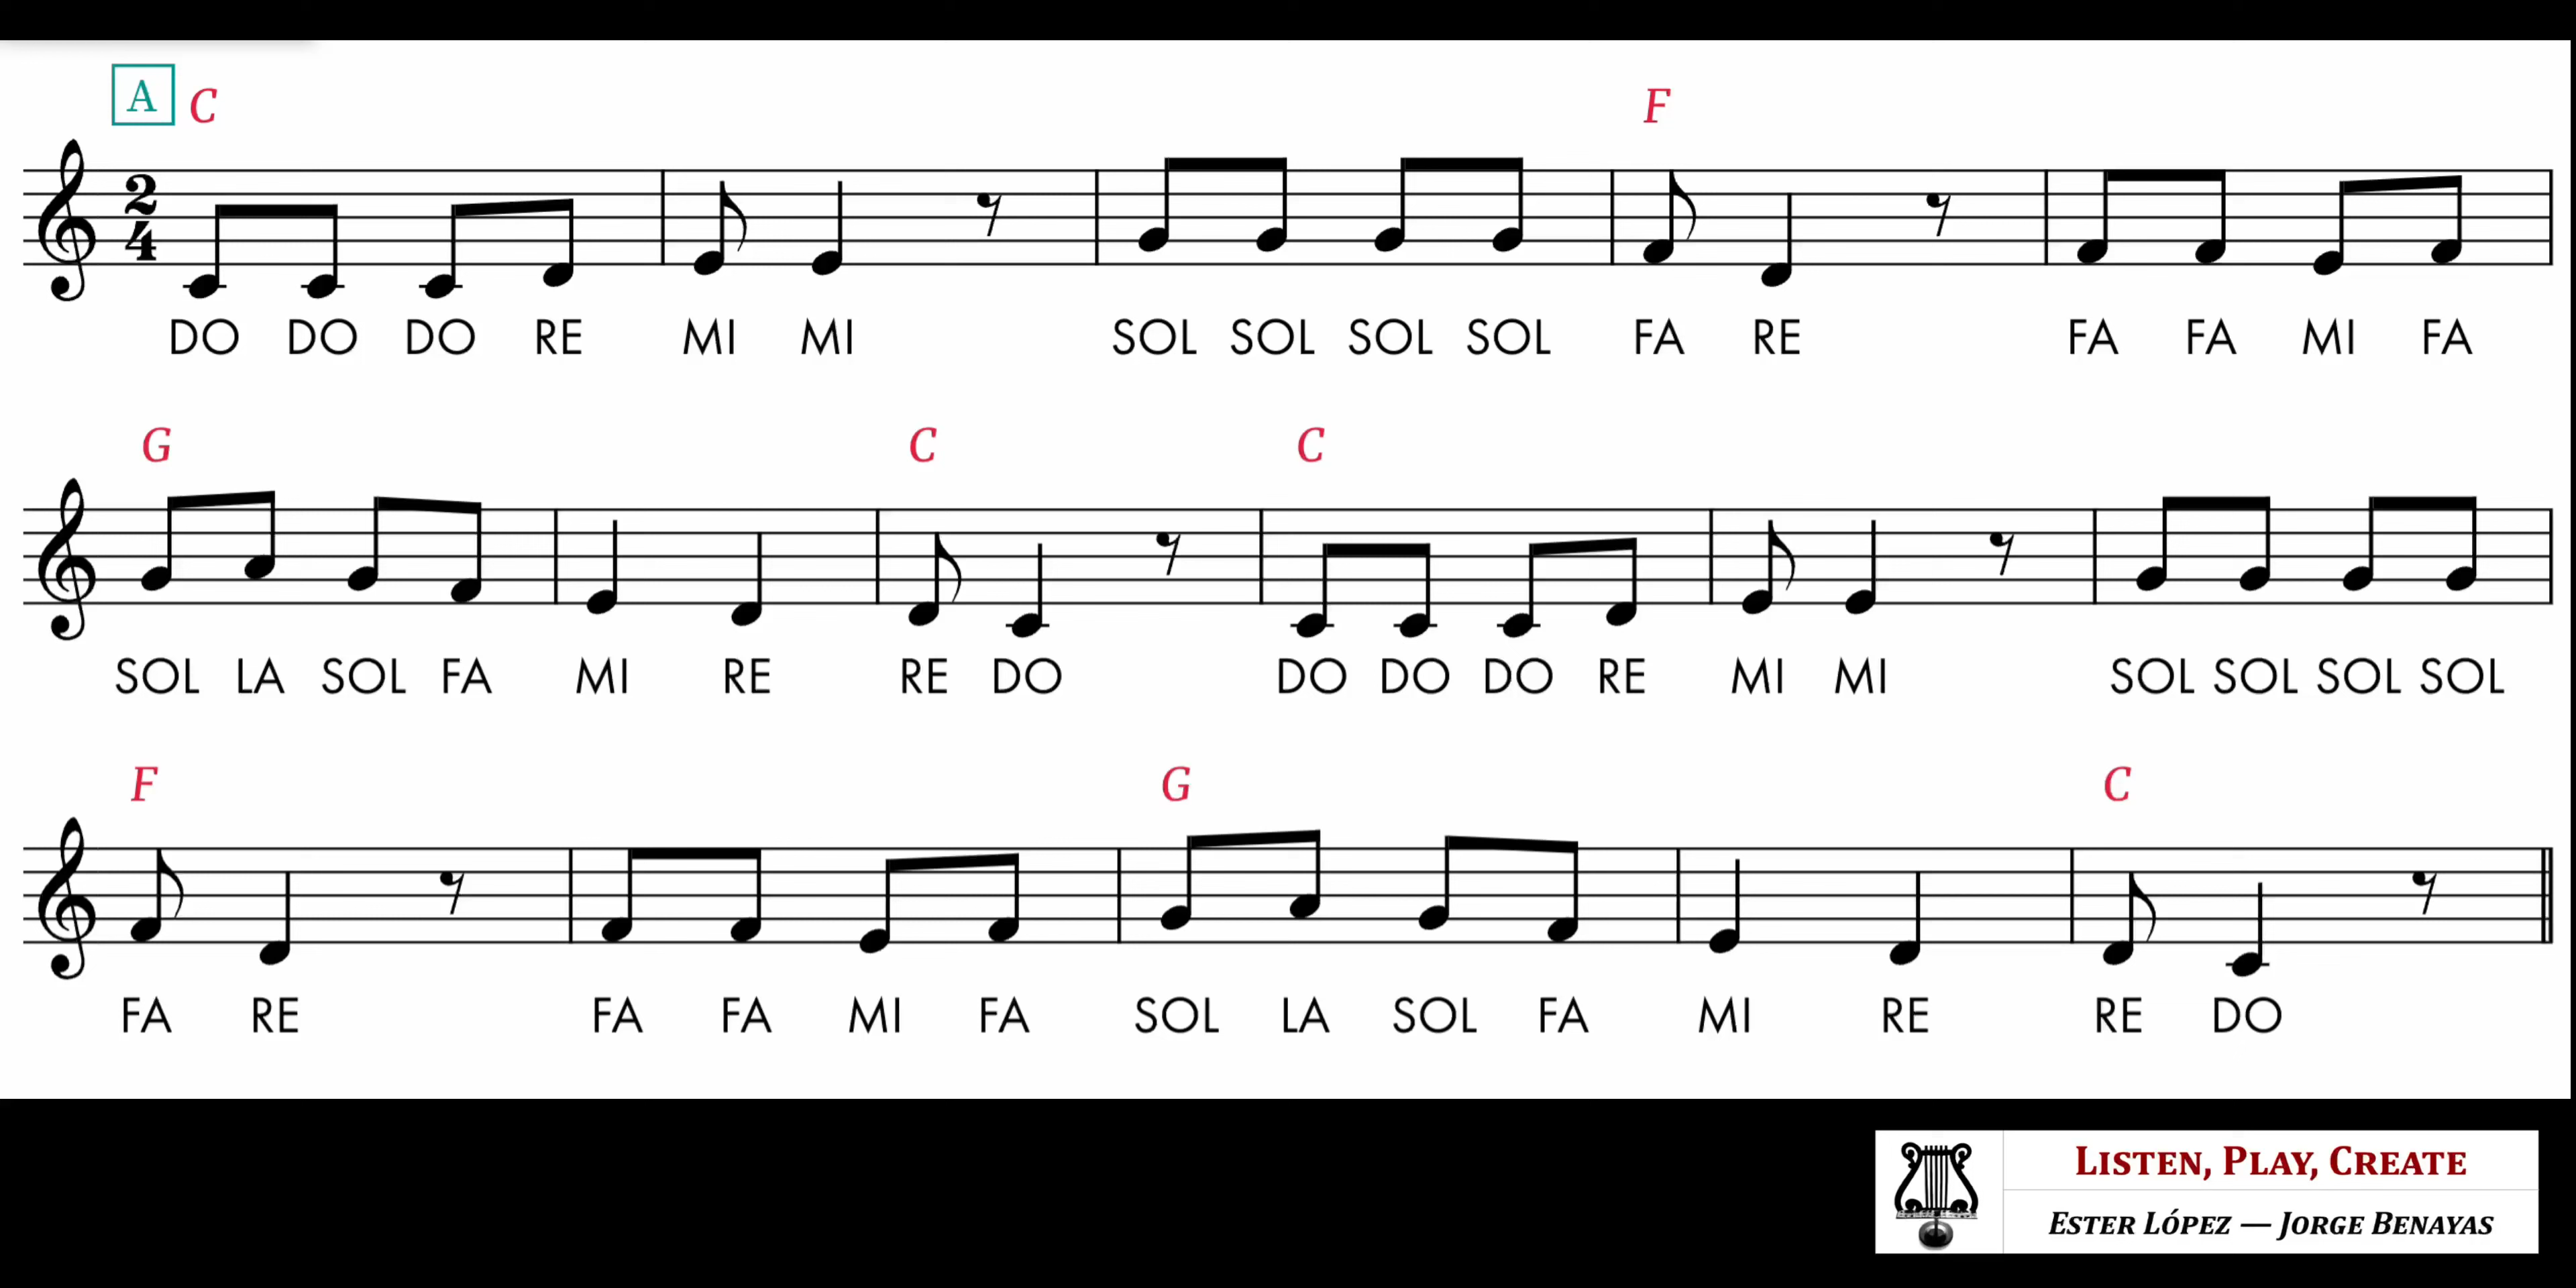 A C F
2
4
DO DO DO RE MI MI SOL SOL SOL SOL FA RE FA FA MI FA
G C C
SOL LA SOL FA MI RE RE DO DO DO DO RE MI MI SOL SOL SOL SOL
F G C
FA RE FA FA MI FA SOL LA SOL FA MI RE RE DO
LISTEN, PLAY, CREATE
ESTER LÓPEZ — JORGE BENAYAS